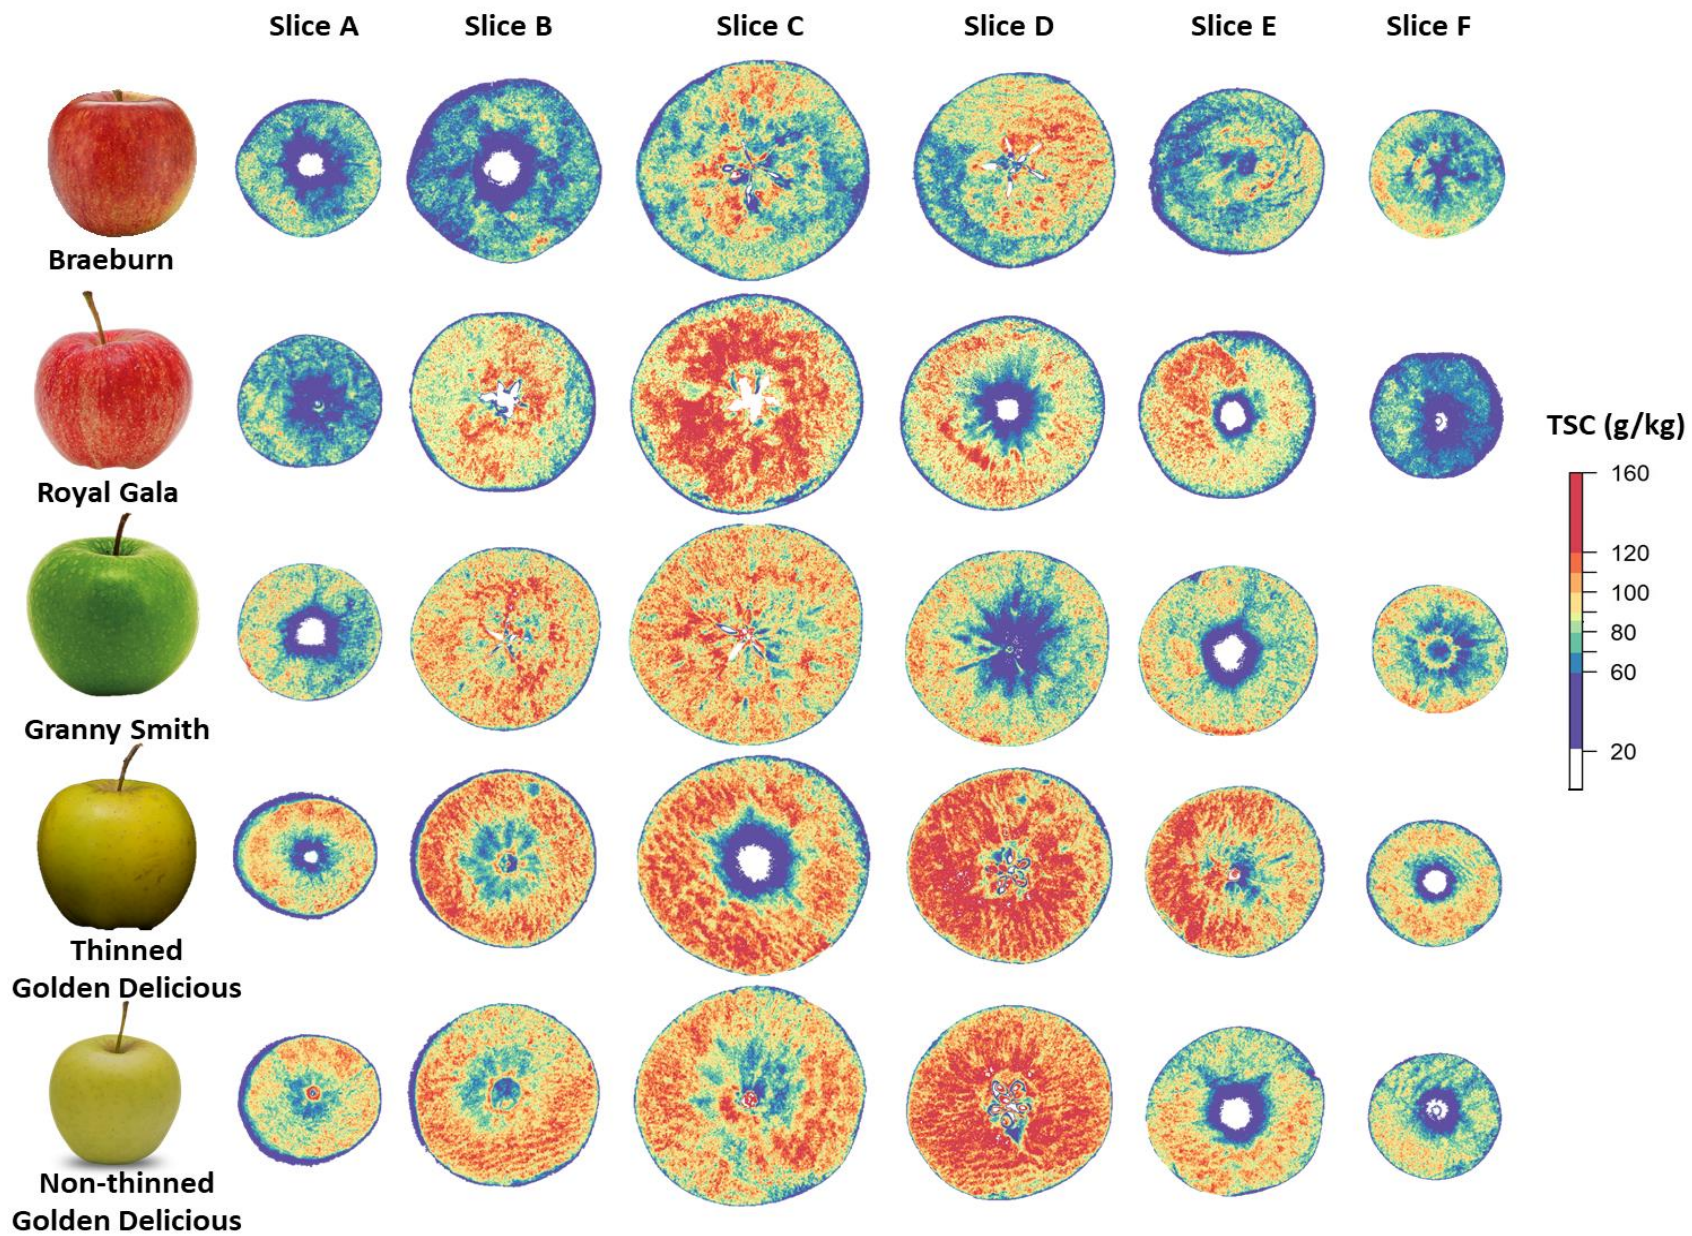 Slice A Slice B Slice C Slice D Slice E Slice F
Braeburn
Royal Gala
TSC (g/kg)
160
120
100
80
60
20
Granny Smith
Thinned
Golden Delicious
Non-thinned
Golden Delicious